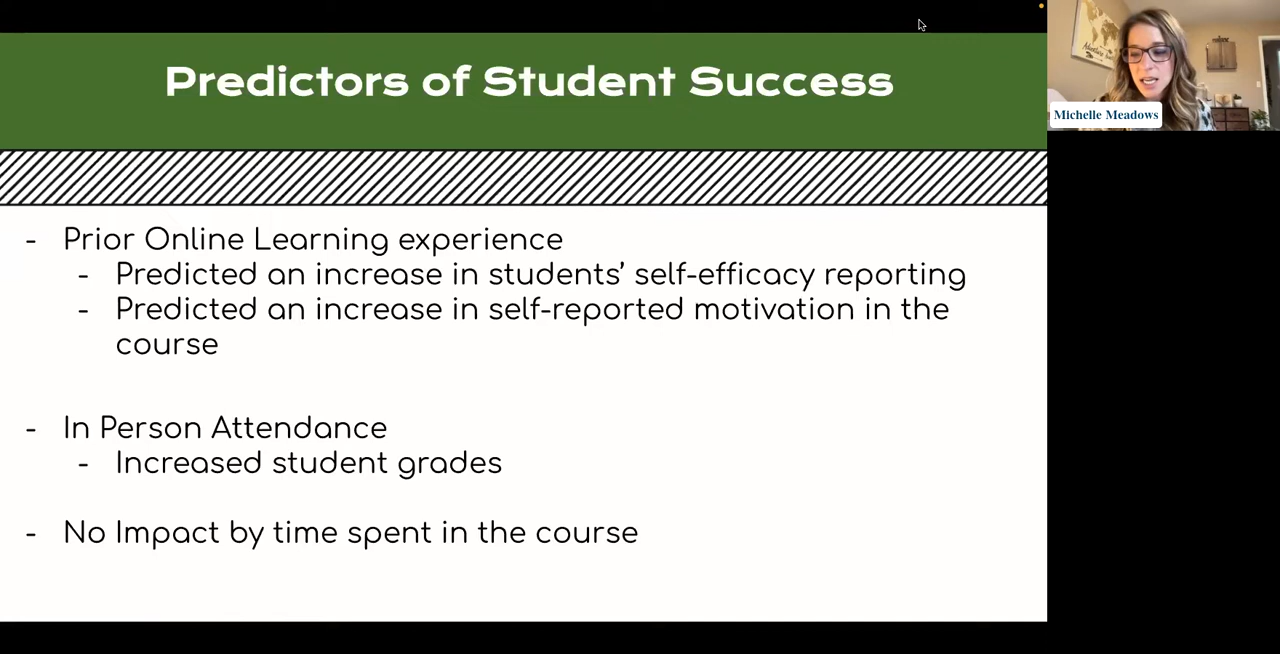 Predictors of Student Success
Michelle Meadows
- Prior Online Learning experience
- Predicted an increase in students’ self-efficacy reporting
- Predicted an increase in self-reported motivation in the
course
- In Person Attendance
- Increased student grades
- No Impact by time spent in the course